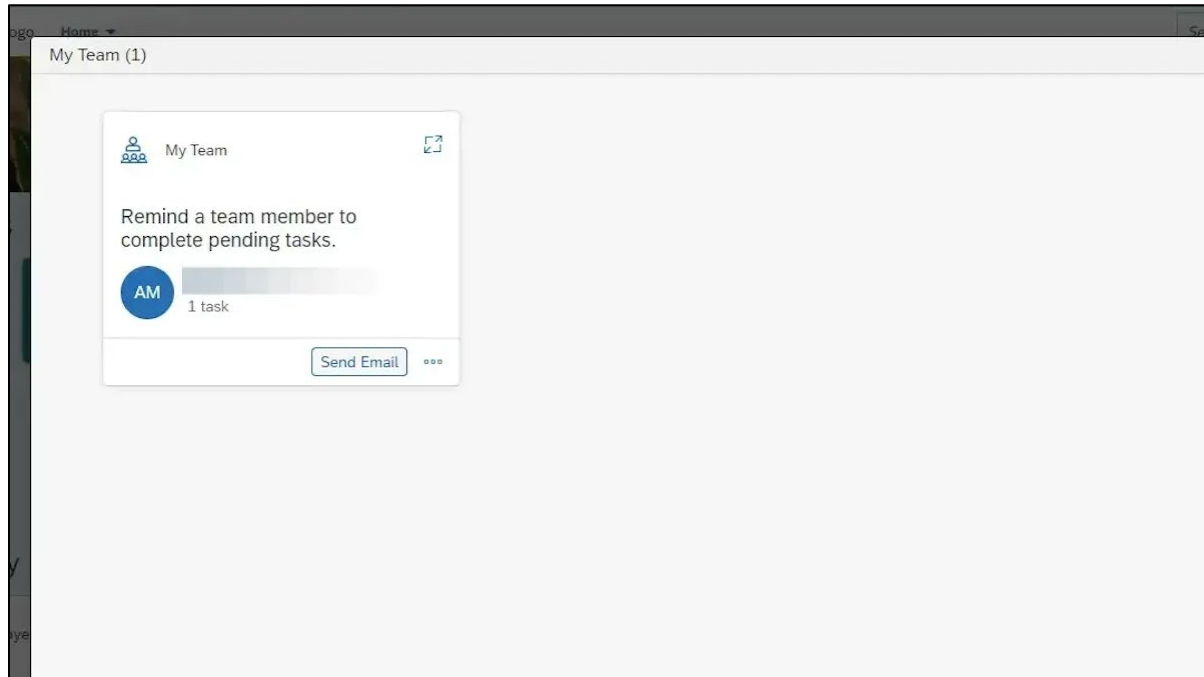 Home
My Team (1)
My Team
Remind a team member to
complete pending tasks.
AM
1 task
Send Email